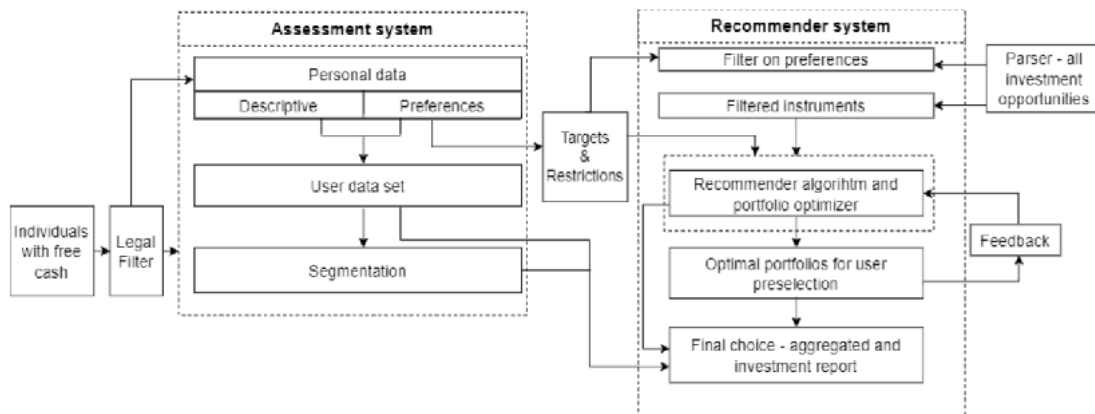 Assessment system
Recommender system
Personal data
Descriptive
Preferences
User data set
Segmentation
Individuals
with free
cash
Legal
Filter
Targets
&
Restrictions
Filter on preferences
Filtered instruments
Parser - all
investment
opportunities
Recommender algorihtm and
portfolio optimizer
Feedback
Optimal portfolios for user
preselection
Final choice - aggregated and
investment report